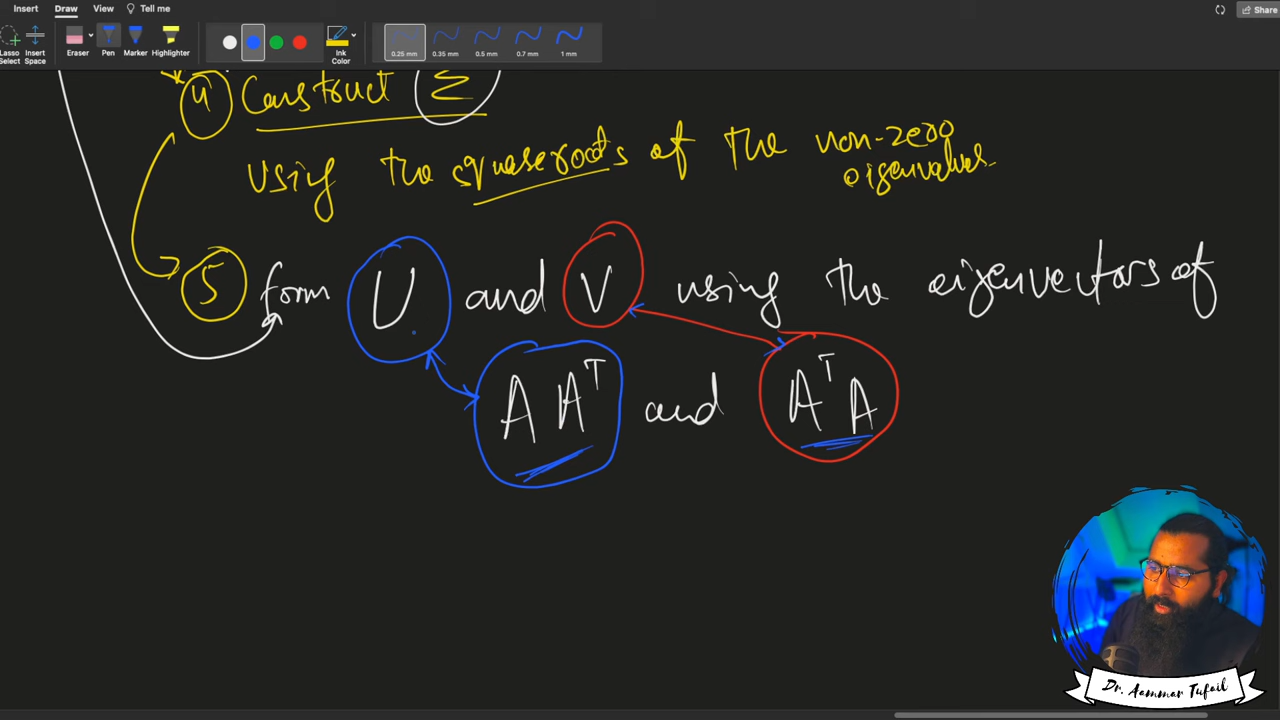 Insert Draw View Tell me
Share
Lasso Select
Insert Space
Eraser
Pen
Marker
Highlighter
Ink Color
0.25 mm 0.35 mm 0.5 mm 0.7 mm 1 mm
4 Construct Σ
Using the squareroots of the non-zero
eigenvalues
5 form U and V using the eigenvectors of
A Aᵀ and Aᵀ A
Dr. Aammar Tufail